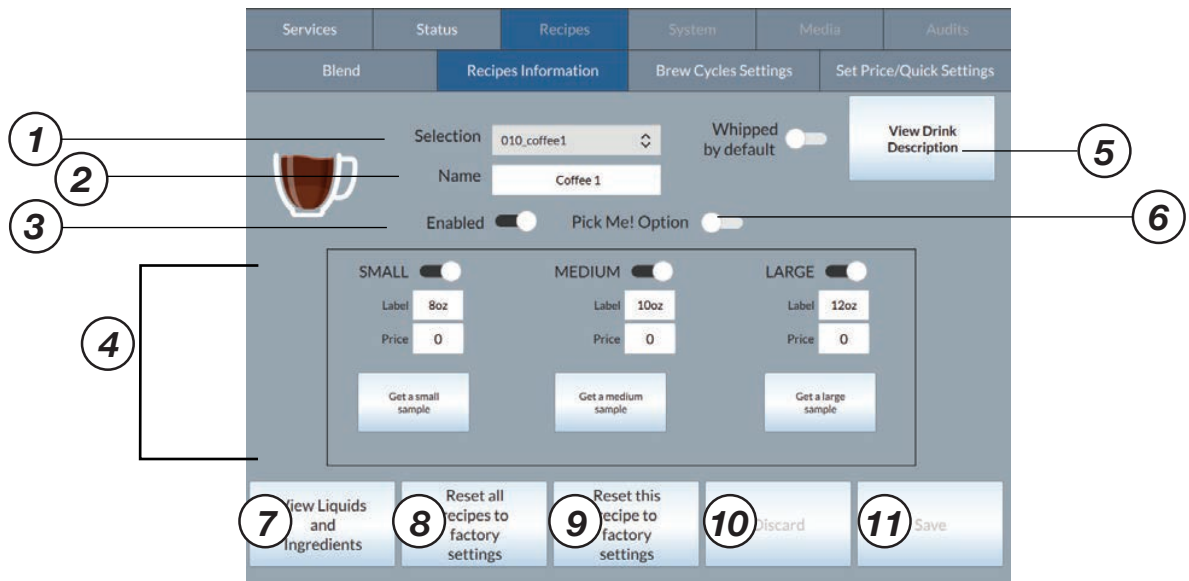 Services Status Recipes System Media Audits
Blend Recipes Information Brew Cycles Settings Set Price/Quick Settings
1 Selection 010_coffee1 Whipped
by default
View Drink
Description 5
2 Name Coffee 1
3 Enabled Pick Me! Option 6
4
SMALL MEDIUM LARGE
Label 8oz Label 10oz Label 12oz
Price 0 Price 0 Price 0
Get a small
sample
Get a medium
sample
Get a large
sample
7 View Liquids
and
Ingredients
8 Reset all
recipes to
factory
settings
9 Reset this
recipe to
factory
settings
10 Discard
11 Save